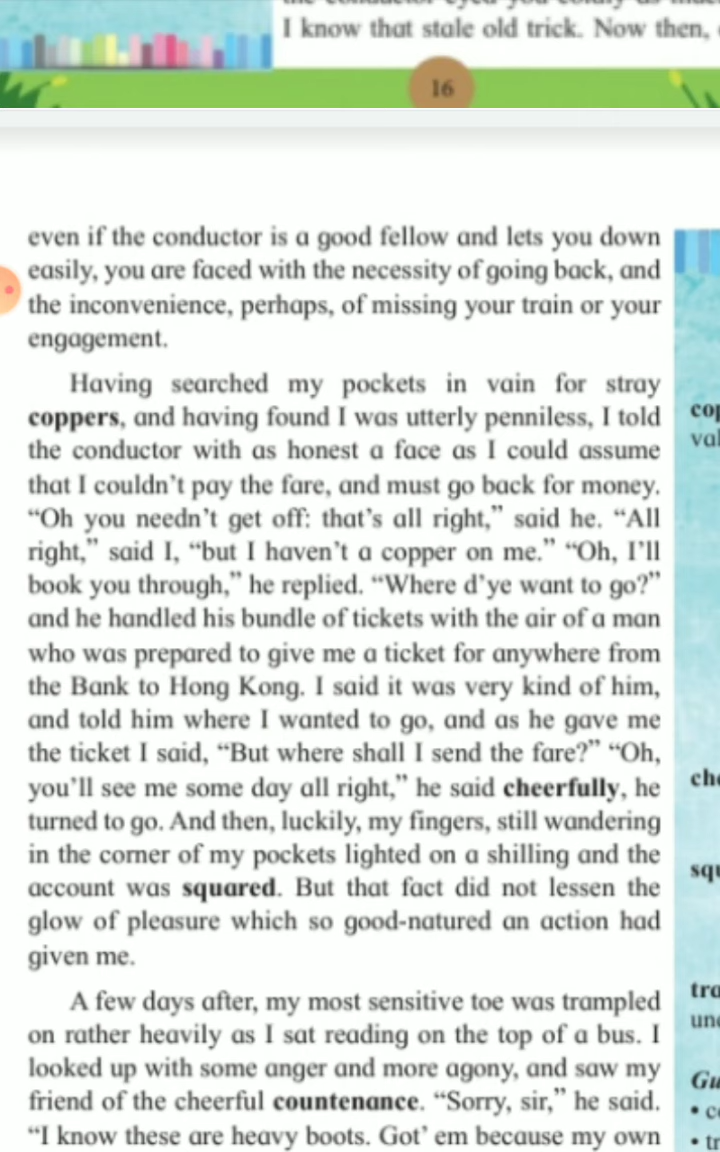 I know that stale old trick. Now then,
16
even if the conductor is a good fellow and lets you down
easily, you are faced with the necessity of going back, and
the inconvenience, perhaps, of missing your train or your
engagement.
Having searched my pockets in vain for stray
coppers, and having found I was utterly penniless, I told
the conductor with as honest a face as I could assume
that I couldn't pay the fare, and must go back for money.
“Oh you needn't get off: that's all right,” said he. “All
right,” said I, “but I haven't a copper on me.” “Oh, I'll
book you through,” he replied. “Where d'ye want to go?”
and he handled his bundle of tickets with the air of a man
who was prepared to give me a ticket for anywhere from
the Bank to Hong Kong. I said it was very kind of him,
and told him where I wanted to go, and as he gave me
the ticket I said, “But where shall I send the fare?” “Oh,
you'll see me some day all right,” he said cheerfully, he
turned to go. And then, luckily, my fingers, still wandering
in the corner of my pockets lighted on a shilling and the
account was squared. But that fact did not lessen the
glow of pleasure which so good-natured an action had
given me.
A few days after, my most sensitive toe was trampled
on rather heavily as I sat reading on the top of a bus. I
looked up with some anger and more agony, and saw my
friend of the cheerful countenance. “Sorry, sir,” he said.
“I know these are heavy boots. Got' em because my own